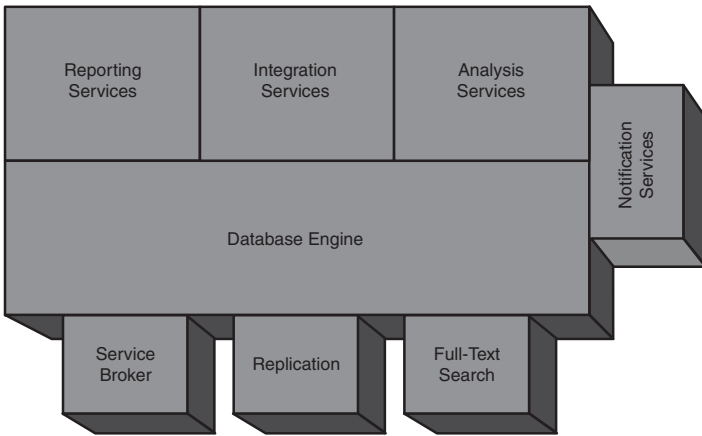 Reporting
Services
Integration
Services
Analysis
Services
Notification
Services
Database Engine
Service
Broker
Replication
Full-Text
Search